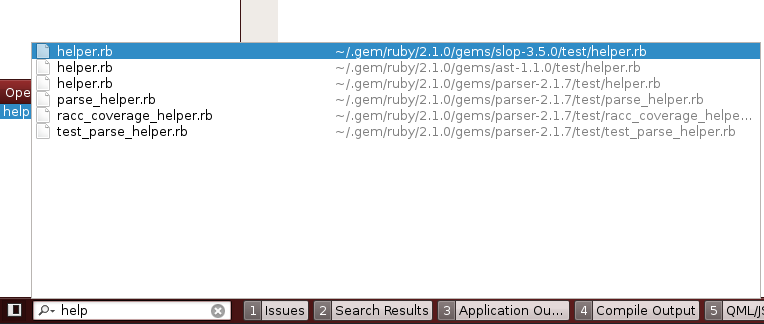 helper.rb ~/.gem/ruby/2.1.0/gems/slop-3.5.0/test/helper.rb
helper.rb ~/.gem/ruby/2.1.0/gems/ast-1.1.0/test/helper.rb
helper.rb ~/.gem/ruby/2.1.0/gems/parser-2.1.7/test/helper.rb
Ope
parse_helper.rb ~/.gem/ruby/2.1.0/gems/parser-2.1.7/test/parse_helper.rb
help
racc_coverage_helper.rb ~/.gem/ruby/2.1.0/gems/parser-2.1.7/test/racc_coverage_helpe...
test_parse_helper.rb ~/.gem/ruby/2.1.0/gems/parser-2.1.7/test/test_parse_helper.rb
help 1 Issues 2 Search Results 3 Application Ou... 4 Compile Output 5 QML/JS